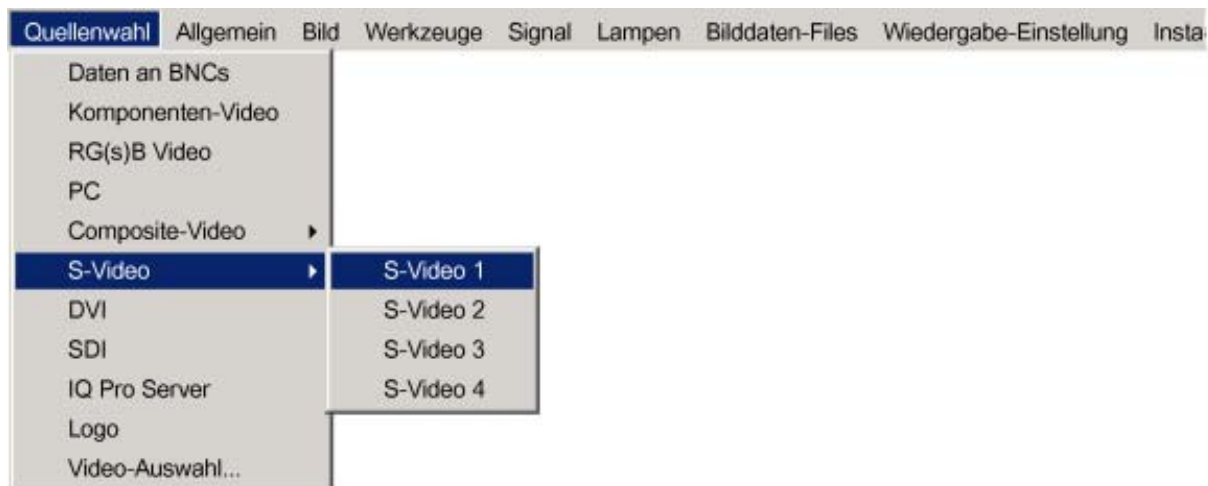 Quellenwahl Allgemein Bild Werkzeuge Signal Lampen Bilddaten-Files Wiedergabe-Einstellung
Daten an BNCs
Komponenten-Video
RG(s)B Video
PC
Composite-Video
S-Video
S-Video 1
S-Video 2
S-Video 3
S-Video 4
DVI
SDI
IQ Pro Server
Logo
Video-Auswahl...